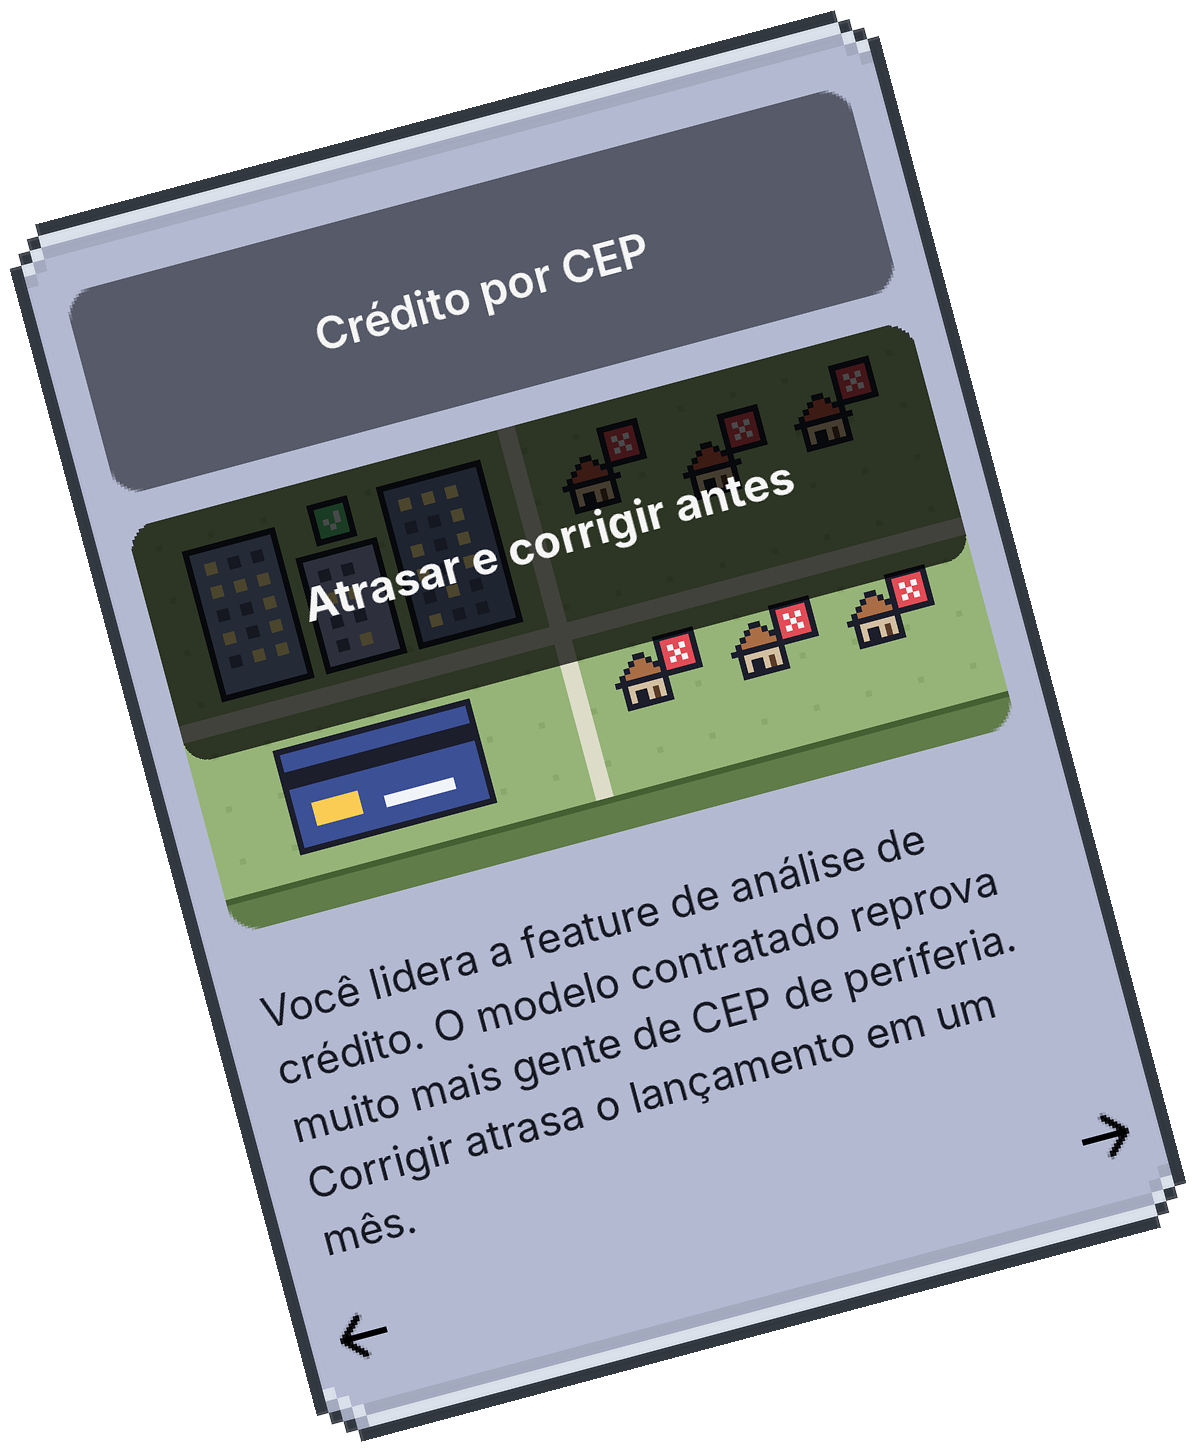 Crédito por CEP
Atrasar e corrigir antes
Você lidera a feature de análise de
crédito. O modelo contratado reprova
muito mais gente de CEP de periferia.
Corrigir atrasa o lançamento em um
mês.